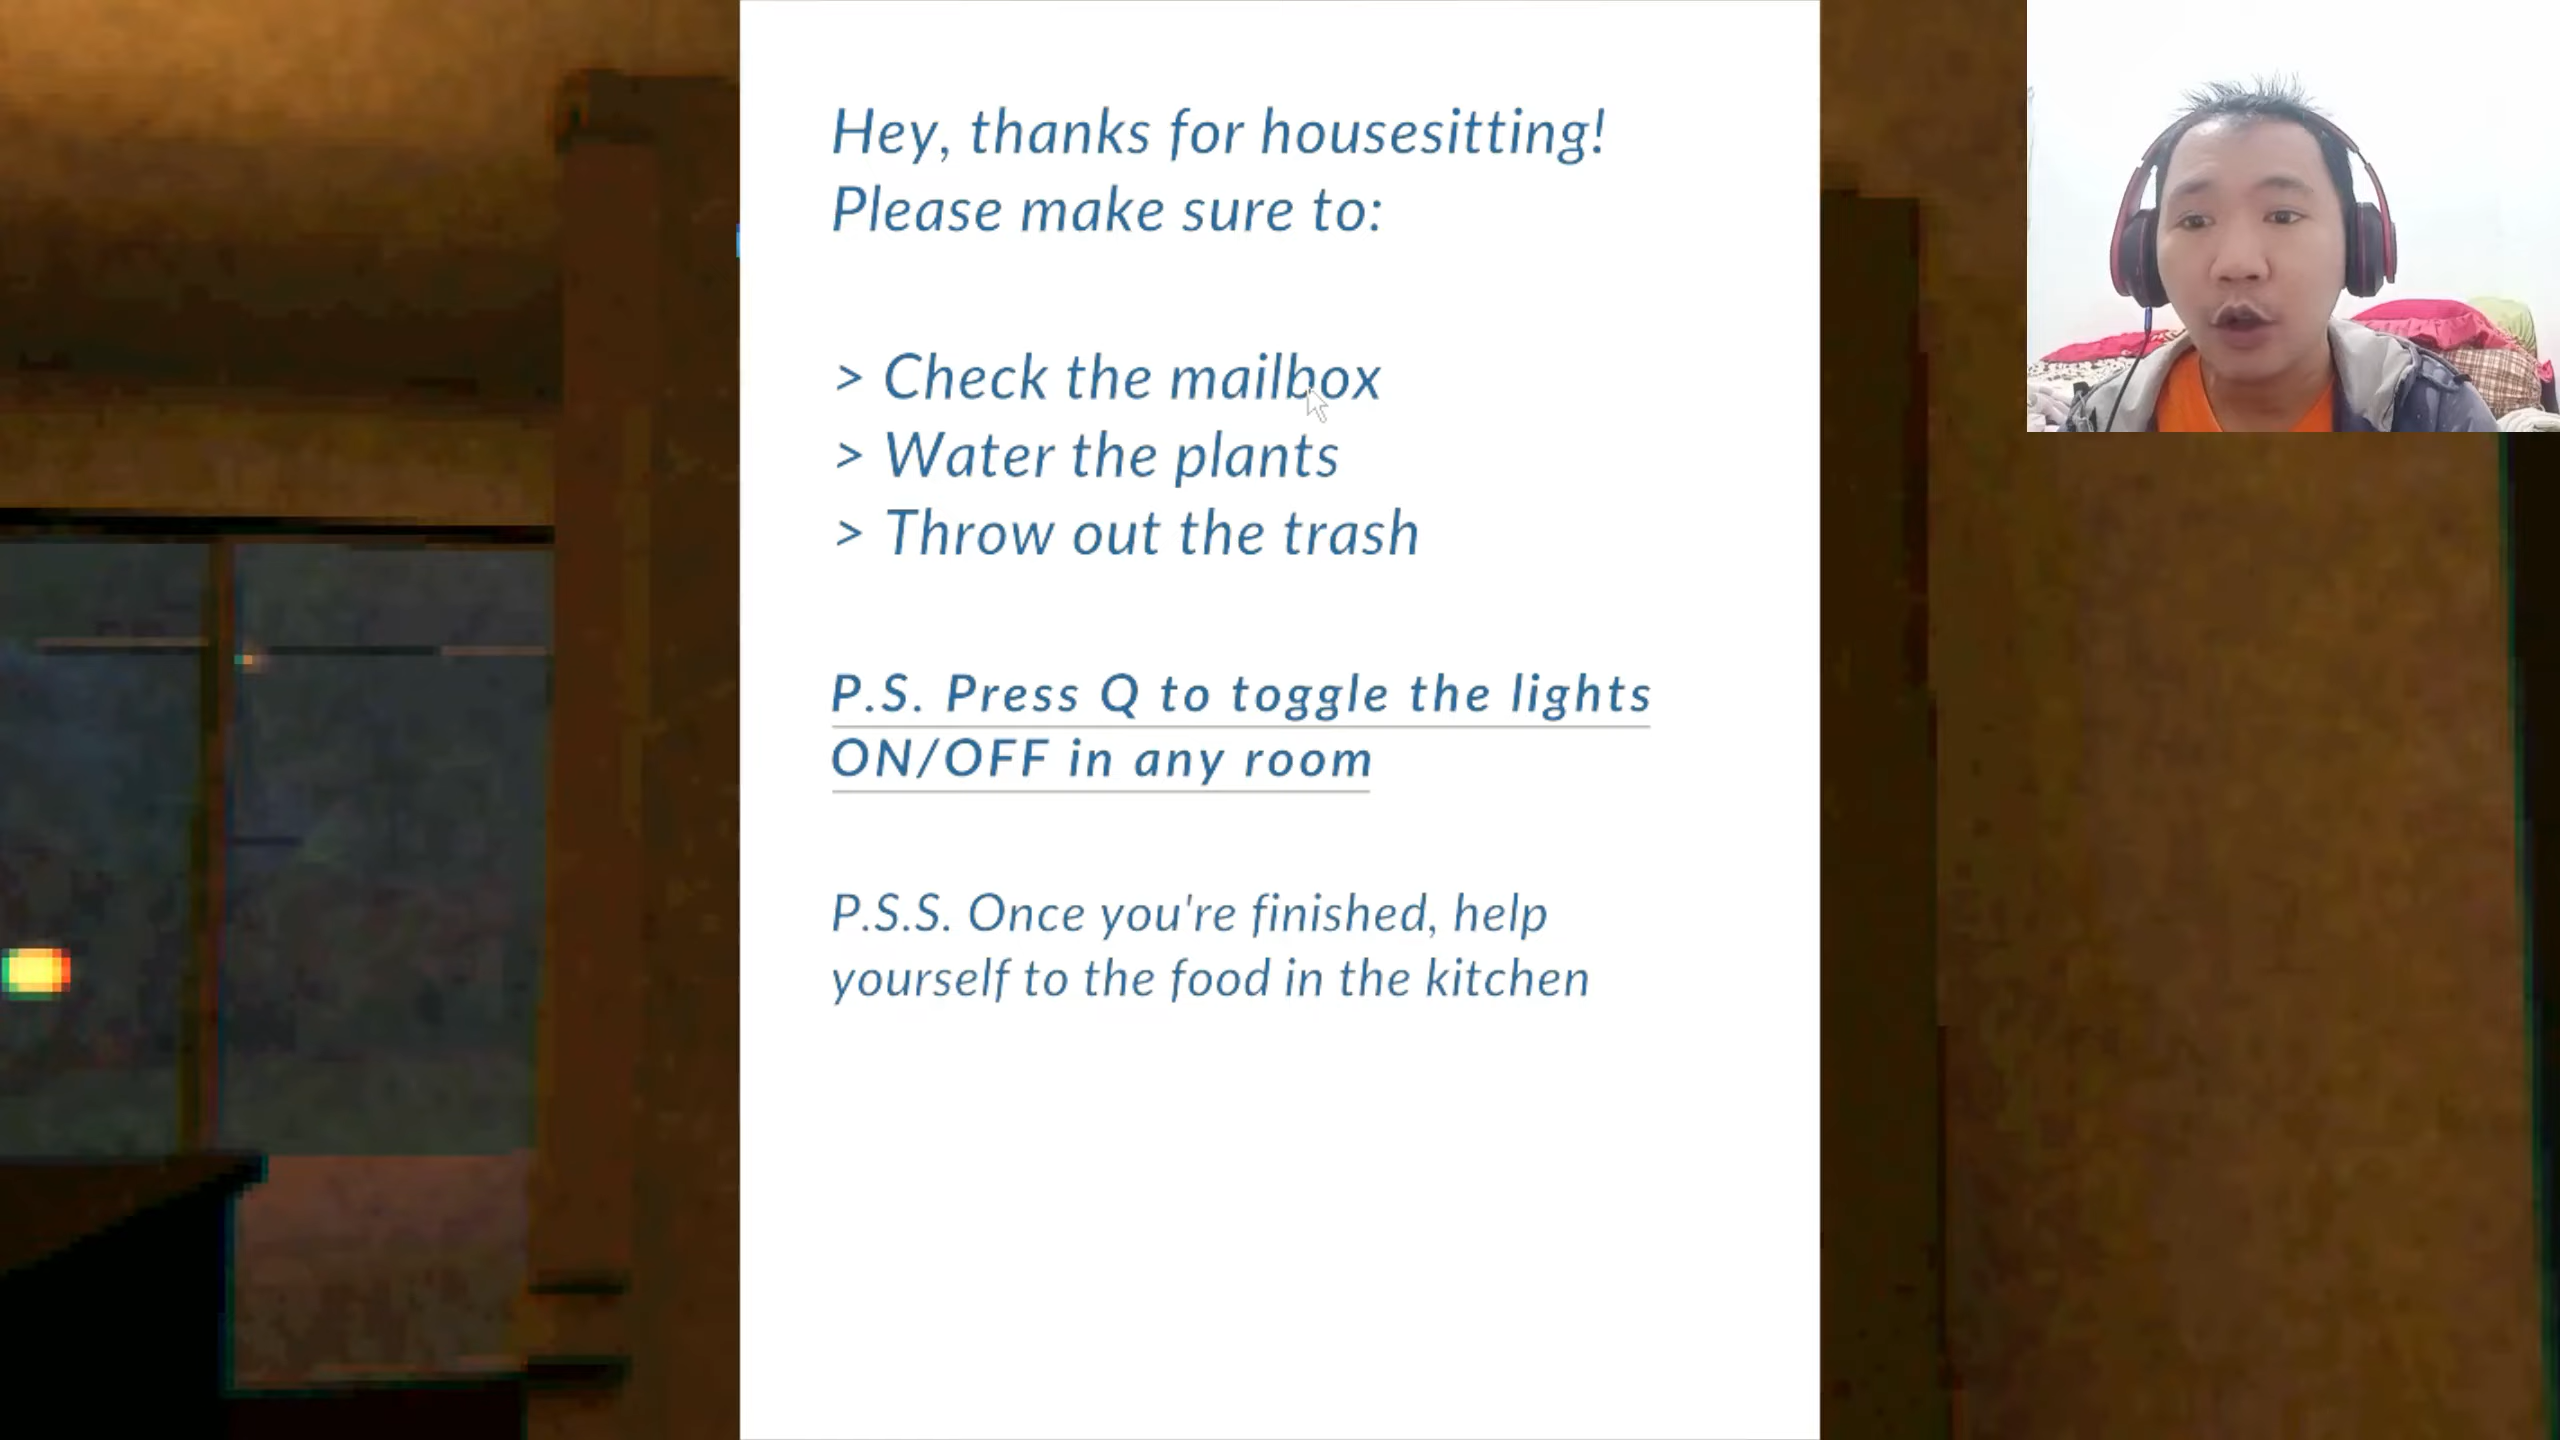 Hey, thanks for housesitting!
Please make sure to:
> Check the mailbox
> Water the plants
> Throw out the trash
P.S. Press Q to toggle the lights
ON/OFF in any room
P.S.S. Once you're finished, help
yourself to the food in the kitchen